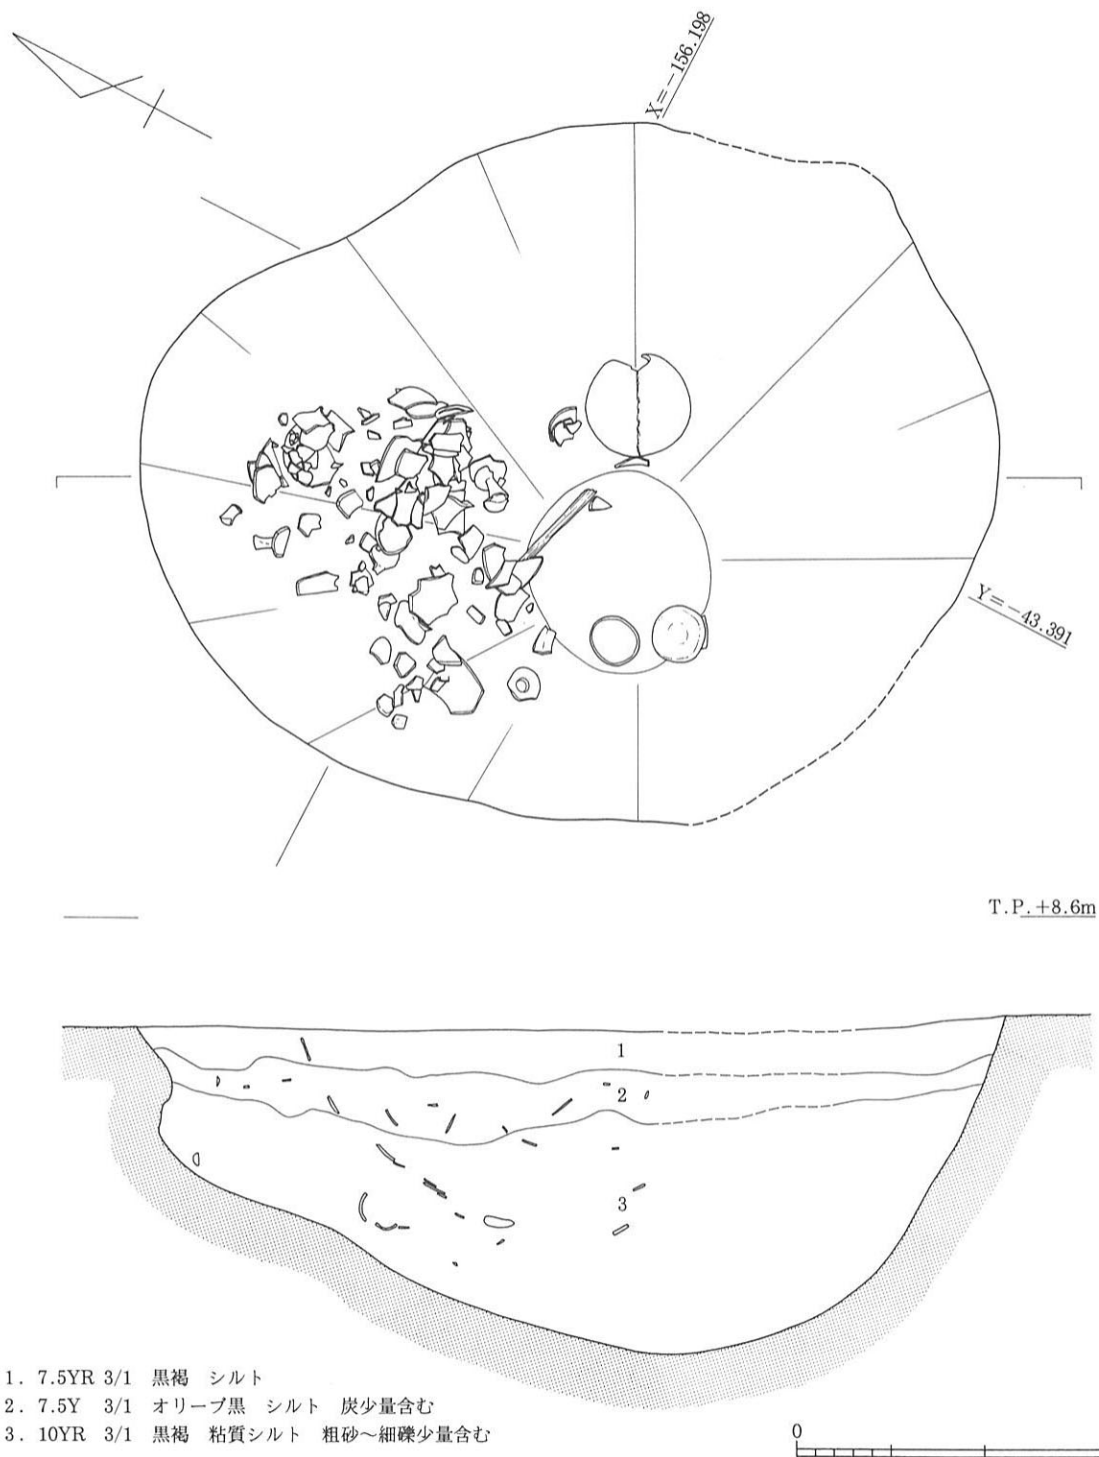 X=-156.198
Y=-43.391
T.P.+8.6m
1
2
3
1. 7.5YR 3/1 黒褐 シルト
2. 7.5Y 3/1 オリーブ黒 シルト 炭少量含む
3. 10YR 3/1 黒褐 粘質シルト 粗砂～細礫少量含む
0